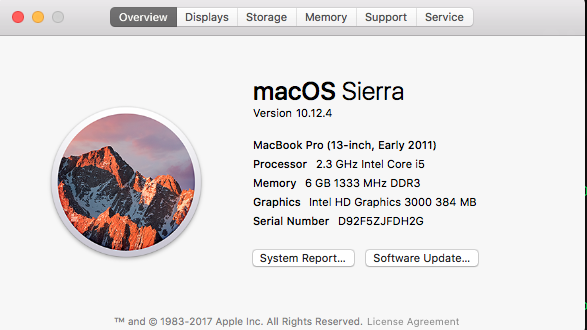 Overview Displays Storage Memory Support Service
macOS Sierra
Version 10.12.4
MacBook Pro (13-inch, Early 2011)
Processor 2.3 GHz Intel Core i5
Memory 6 GB 1333 MHz DDR3
Graphics Intel HD Graphics 3000 384 MB
Serial Number D92F5ZJFDH2G
System Report... Software Update...
™ and © 1983-2017 Apple Inc. All Rights Reserved. License Agreement